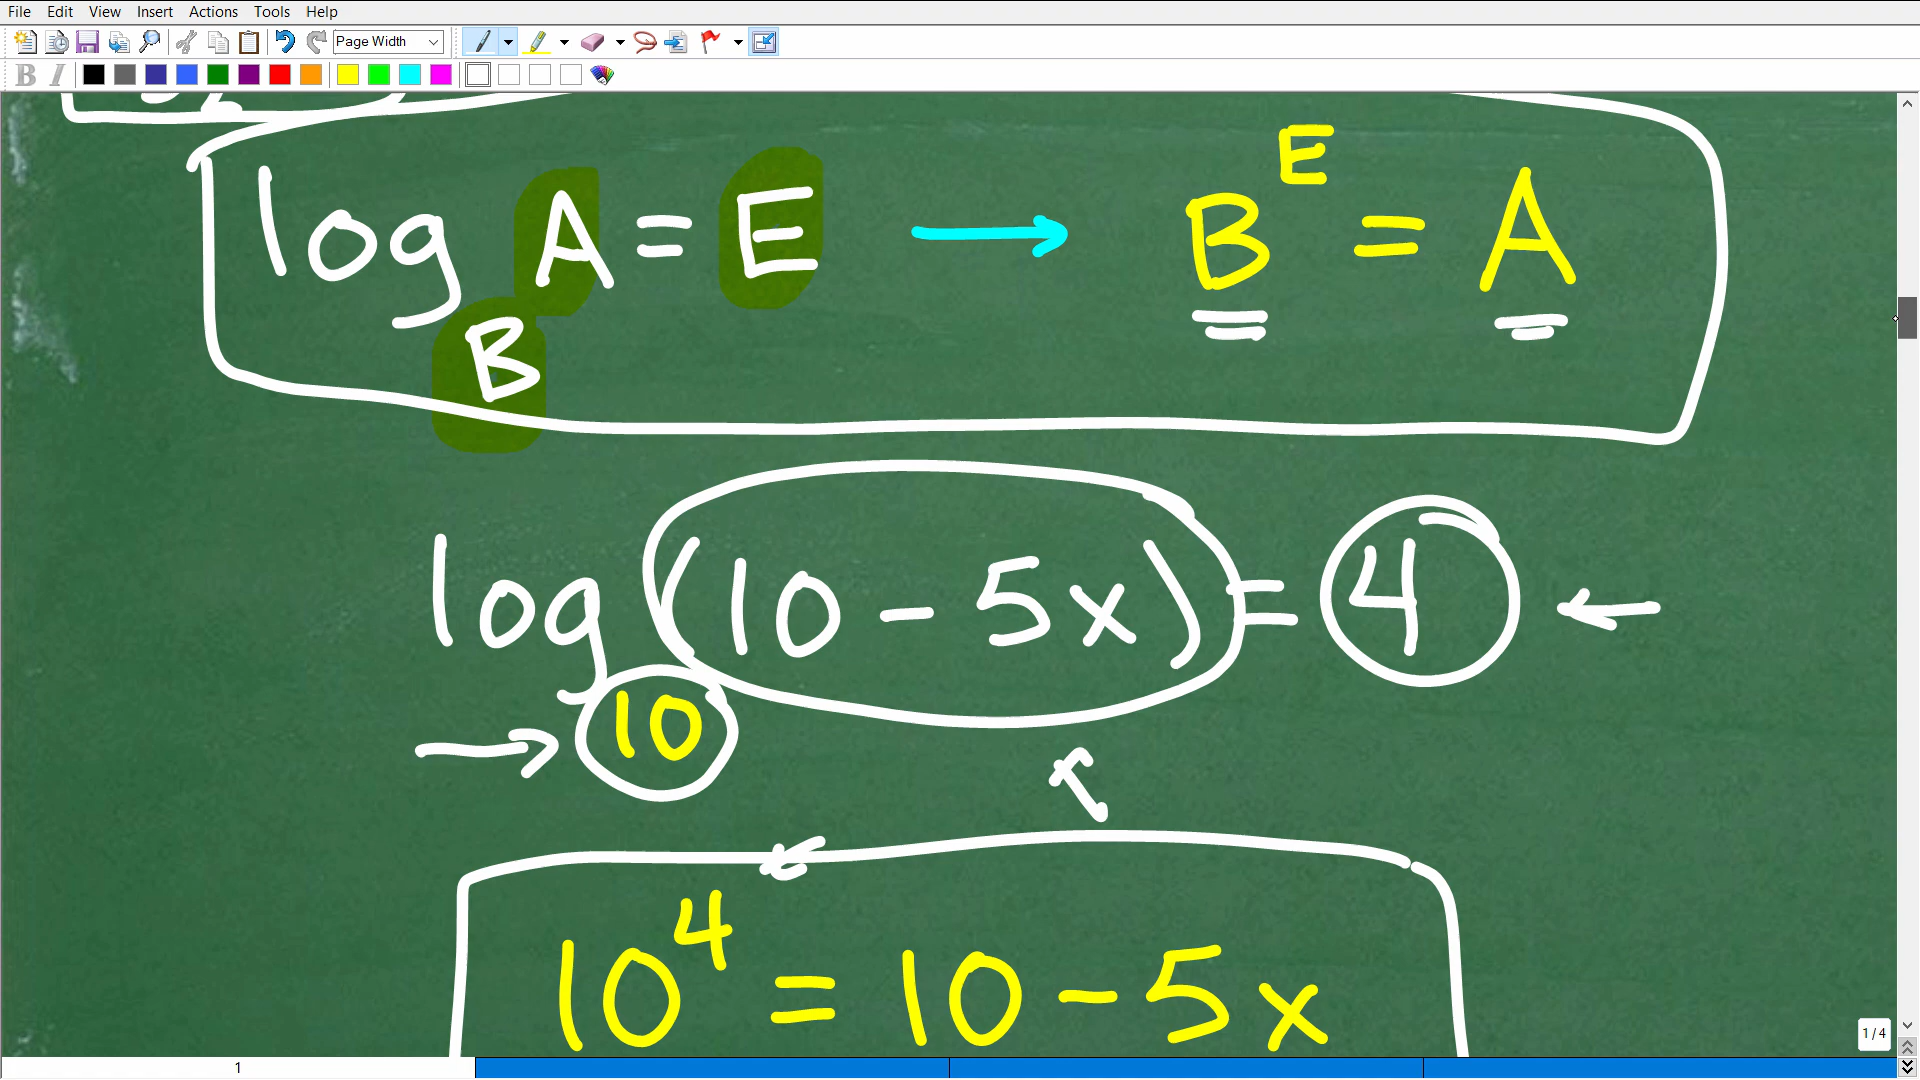 File Edit View Insert Actions Tools Help
Page Width
B I
log_B A = E → B^E = A
log_10 (10 - 5x) = 4
10^4 = 10 - 5x
1 / 4
1